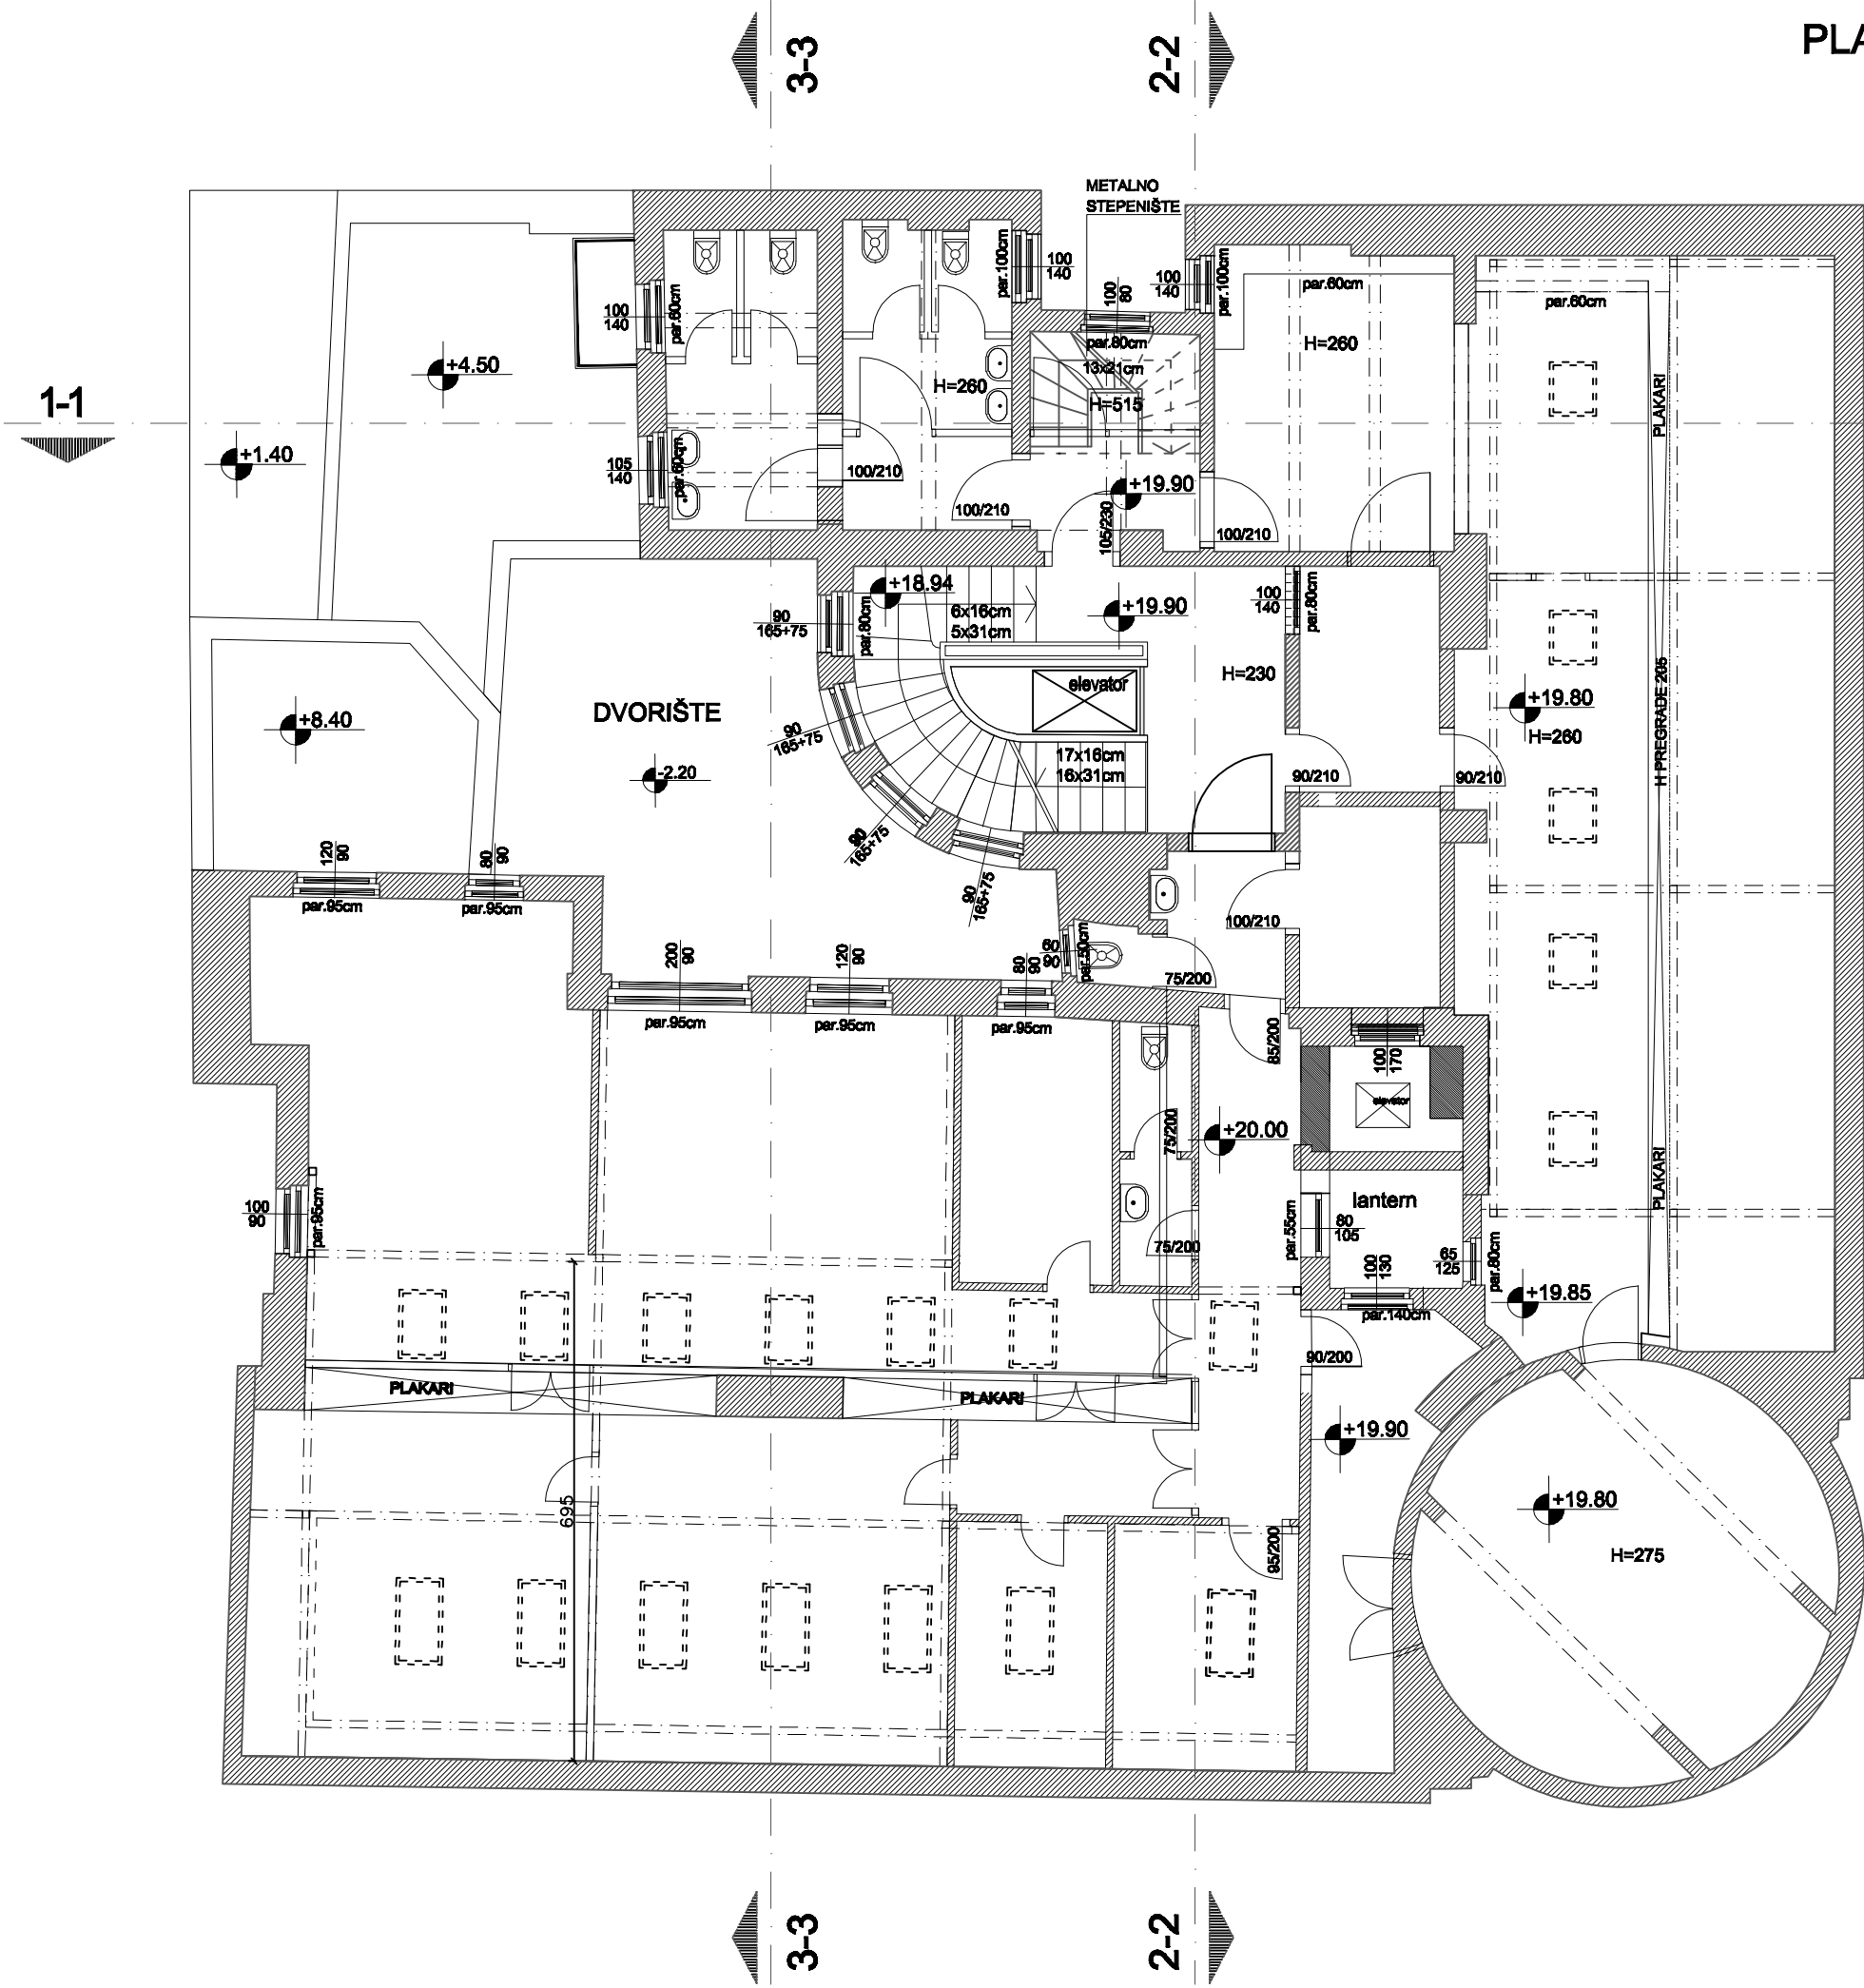 PLA
3-3
2-2
METALNO
STEPENIŠTE
100
140
par.60cm
par.100cm
100
140
100
80
100
140
par.100cm
par.60cm
par.60cm
par.80cm
H=260
13x21cm
+4.50
H=260
H=515
PLAKARI
1-1
+1.40
105
140
par.60cm
100/210
+19.90
100/210
105/230
100/210
+18.94
6x16cm
5x31cm
+19.90
100
140
par.80cm
90
165+75
par.80cm
H=230
elevator
+19.80
H=260
H PREGRADE 205
DVORIŠTE
+8.40
90
165+75
17x16cm
16x31cm
-2.20
90/210
90/210
90
165+75
120
90
80
90
par.95cm
par.95cm
90
165+75
100/210
200
90
120
90
80
90
60
90
par.50cm
75/200
par.95cm
par.95cm
par.95cm
85/200
100
170
elevator
75/200
+20.00
PLAKARI
100
90
par.95cm
lantern
par.55cm
80
105
75/200
65
125
par.80cm
100
130
+19.85
par.140cm
90/200
PLAKARI
PLAKARI
+19.90
695
+19.80
95/200
H=275
3-3
2-2